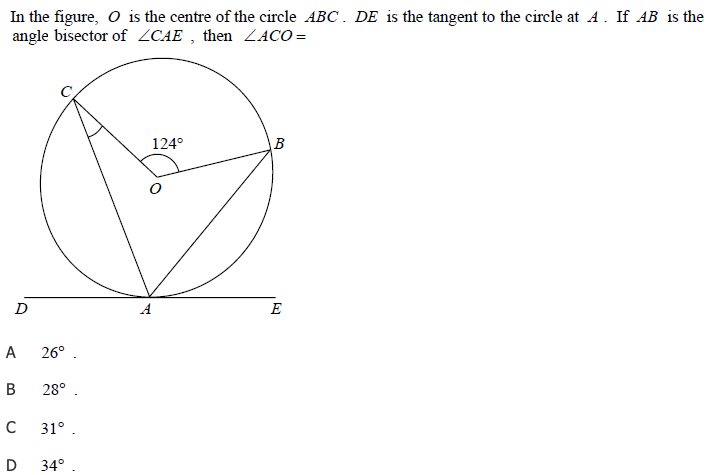 In the figure, O is the centre of the circle ABC. DE is the tangent to the circle at A. If AB is the
angle bisector of ∠CAE, then ∠ACO =
C
124°
B
O
D
A
E
A 26°.
B 28°.
C 31°.
D 34°.